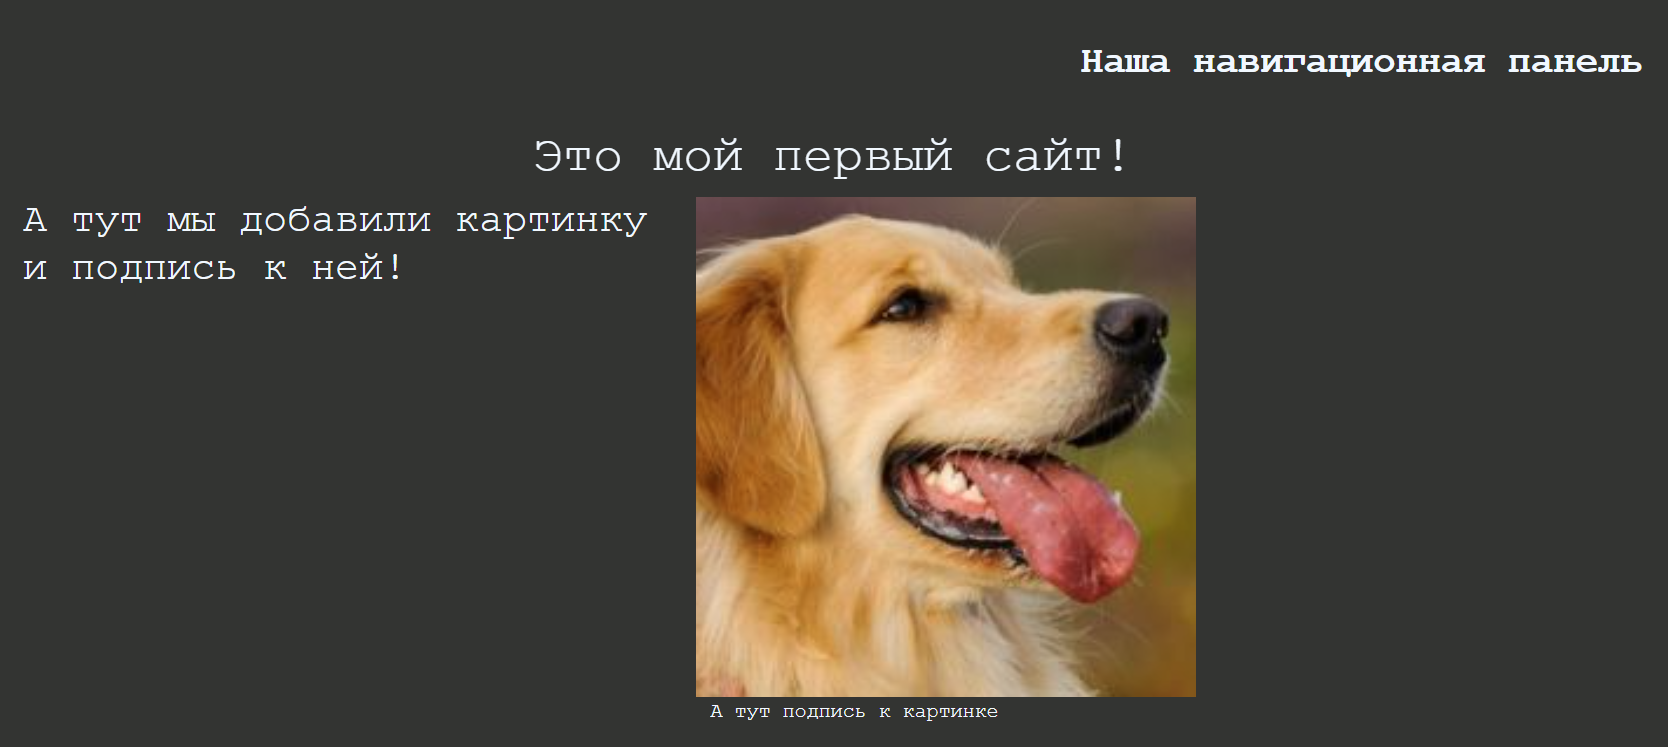 Наша навигационная панель
Это мой первый сайт!
А тут мы добавили картинку
и подпись к ней!
А тут подпись к картинке